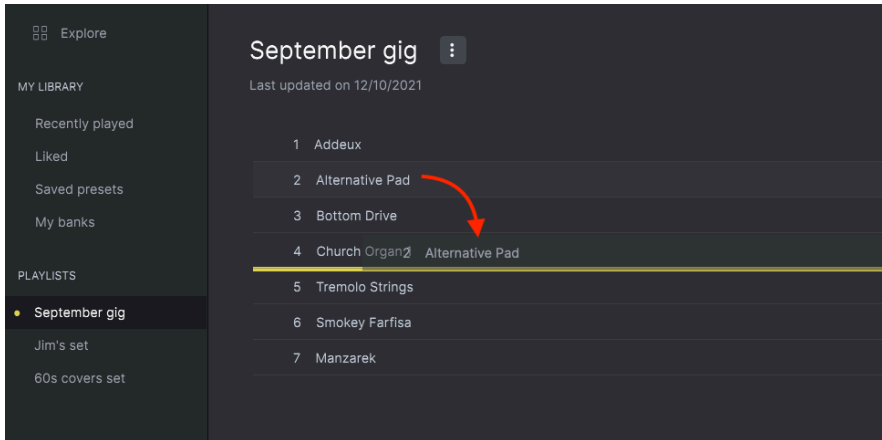 Explore
MY LIBRARY
Recently played
Liked
Saved presets
My banks
PLAYLISTS
September gig
Jim's set
60s covers set
September gig
Last updated on 12/10/2021
1 Addeux
2 Alternative Pad
3 Bottom Drive
4 Church Organ 2 Alternative Pad
5 Tremolo Strings
6 Smokey Farfisa
7 Manzarek